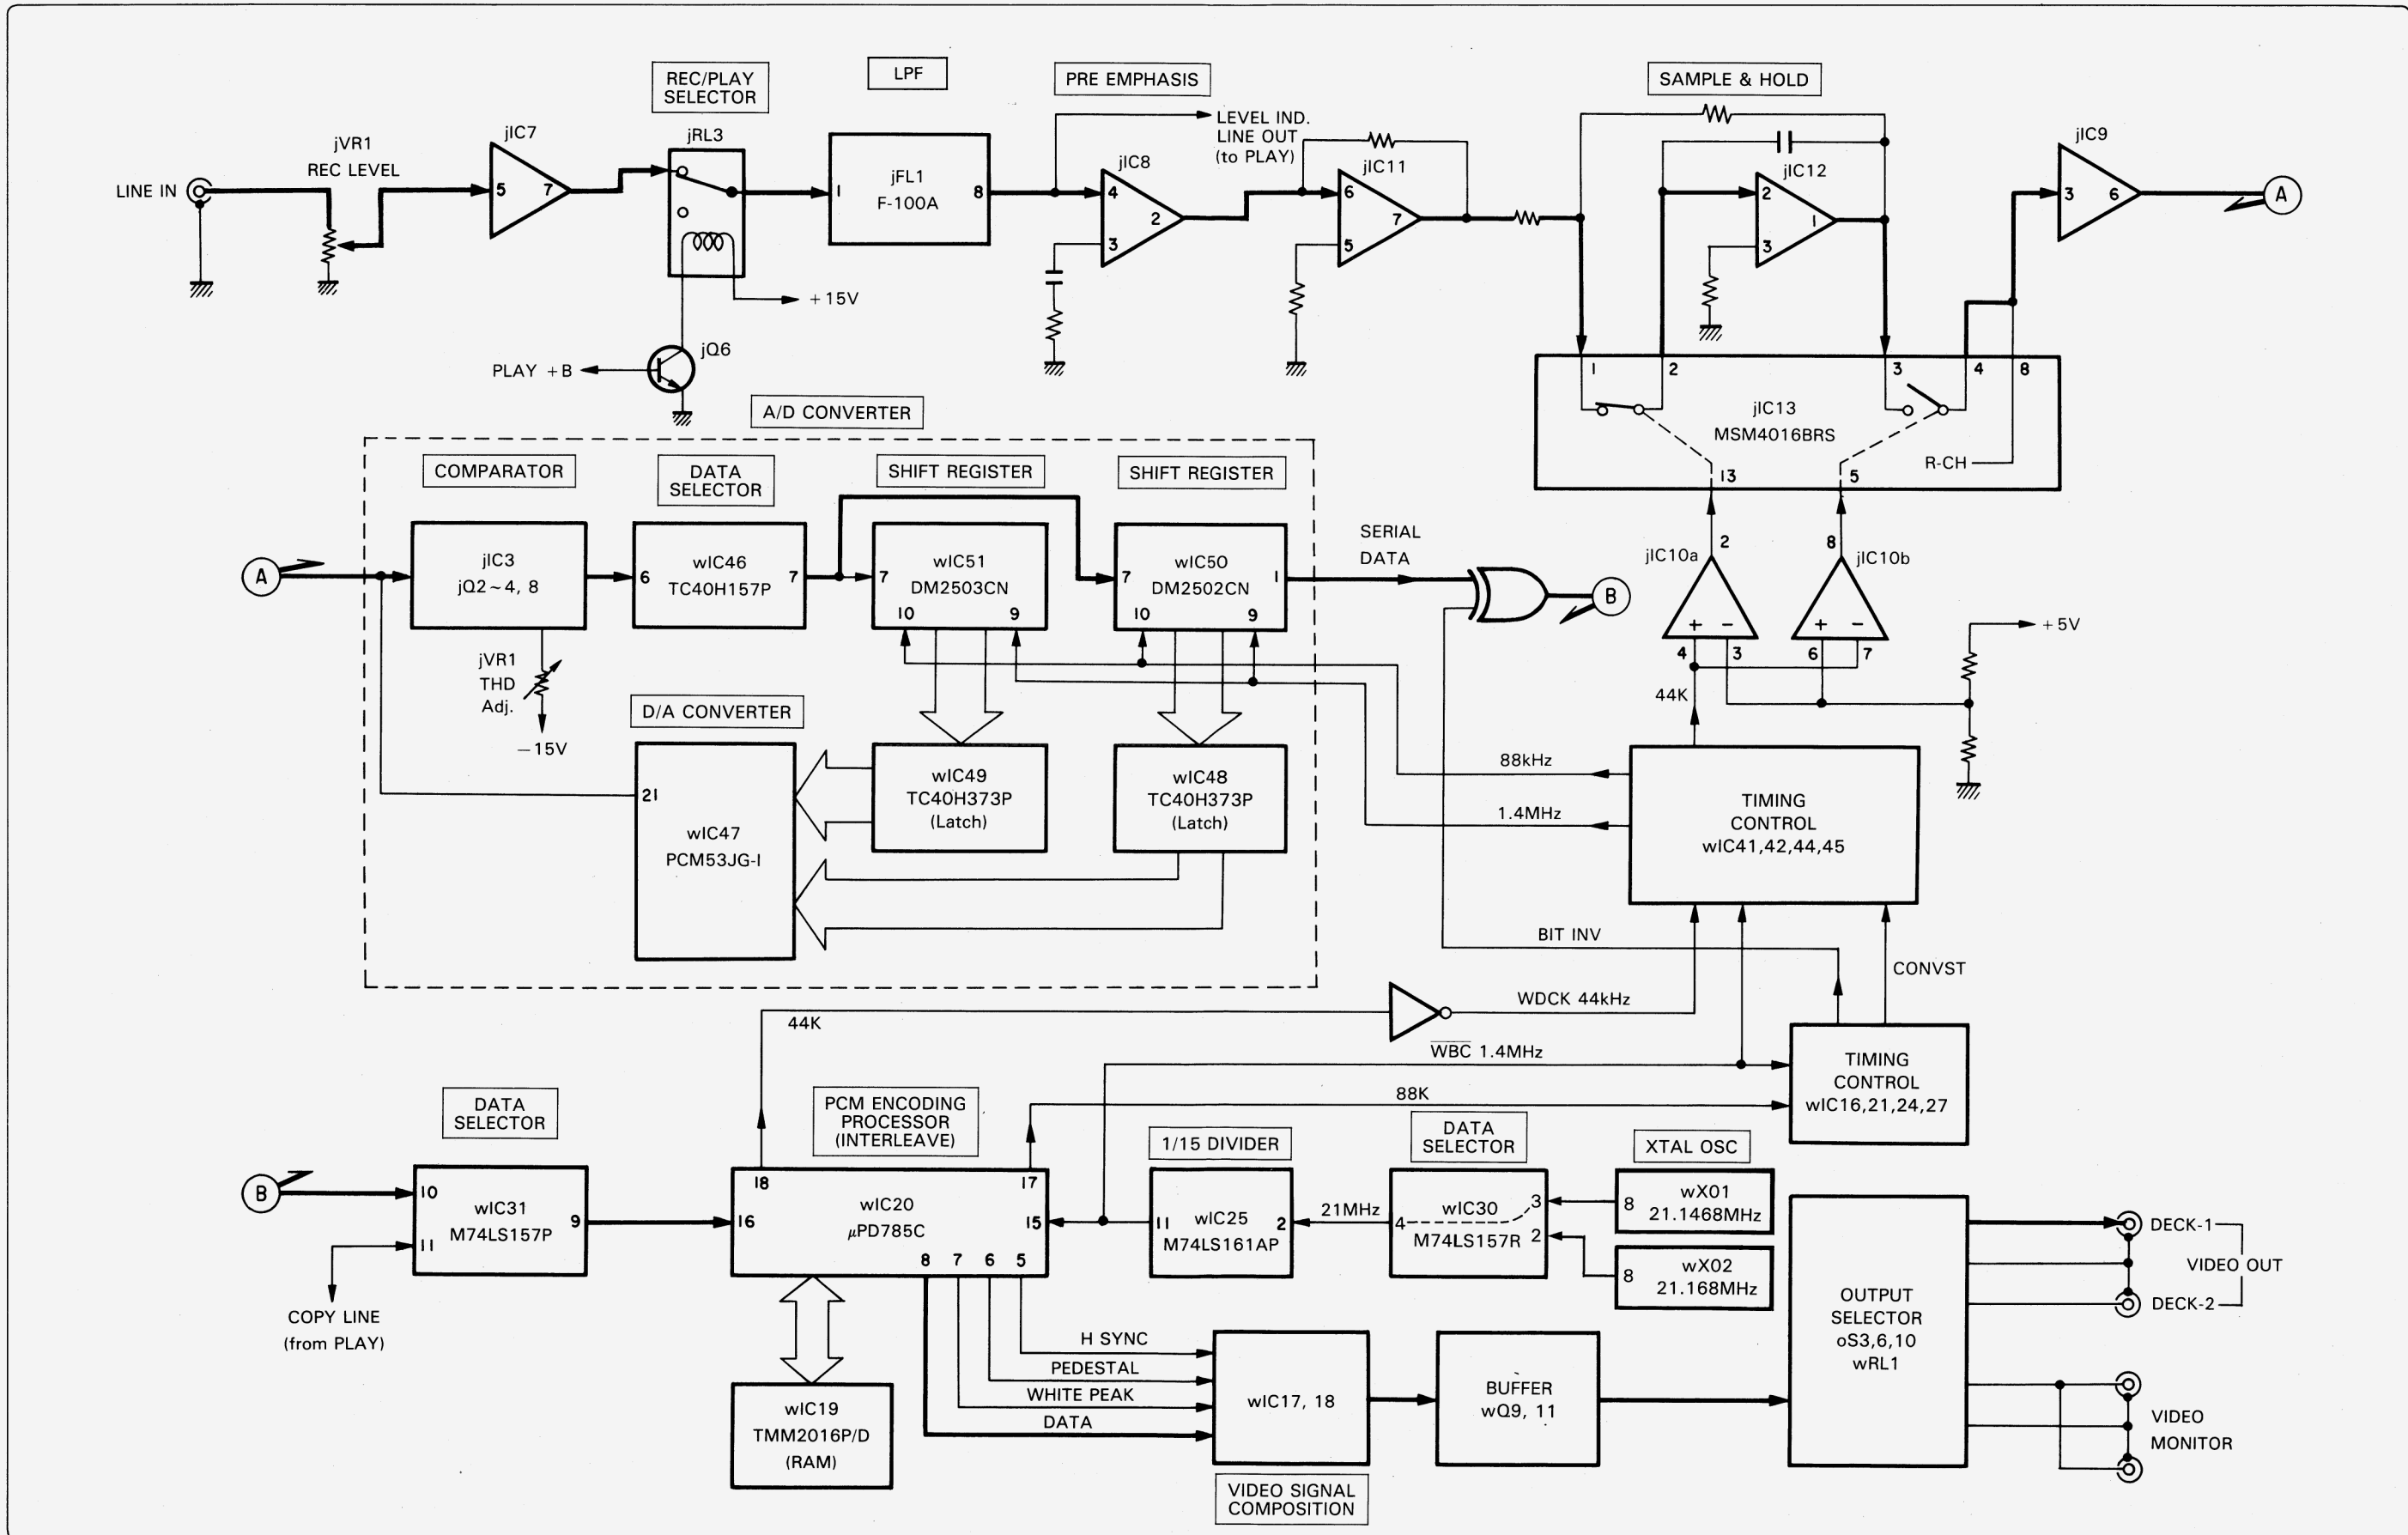 REC/PLAY
SELECTOR
LPF
PRE EMPHASIS
SAMPLE & HOLD
LINE IN
jVR1
REC LEVEL
jIC7
5 7
jRL3
+15V
jQ6
PLAY +B
1 8
jFL1
F-100A
LEVEL IND.
LINE OUT
(to PLAY)
jIC8
4
2
3
jIC11
6
7
5
jIC12
2
1
3
jIC9
3 6
A
1 2 3 4 8
jIC13
MSM4016BRS
R-CH
13 5
A/D CONVERTER
COMPARATOR
DATA
SELECTOR
SHIFT REGISTER
SHIFT REGISTER
A
jIC3
jQ2~4, 8
jVR1
THD
Adj.
−15V
wIC46
6 7
TC40H157P
wIC51
7
DM2503CN
10 9
wIC50
7 1
DM2502CN
10 9
SERIAL
DATA
B
jIC10a
2
+ −
4 3
jIC10b
8
+ −
6 7
+5V
44K
D/A CONVERTER
21
wIC47
PCM53JG-I
wIC49
TC40H373P
(Latch)
wIC48
TC40H373P
(Latch)
88kHz
1.4MHz
TIMING
CONTROL
wIC41,42,44,45
BIT INV
CONVST
44K
WDCK 44kHz
WBC 1.4MHz
88K
TIMING
CONTROL
wIC16,21,24,27
DATA
SELECTOR
PCM ENCODING
PROCESSOR
(INTERLEAVE)
1/15 DIVIDER
DATA
SELECTOR
XTAL OSC
B
10
wIC31
9
M74LS157P
11
COPY LINE
(from PLAY)
18 17
wIC20
16 15
μPD785C
8 7 6 5
11
wIC25
2
M74LS161AP
21MHz
3
wIC30
4
M74LS157R
2
wX01
8
21.1468MHz
wX02
8
21.168MHz
wIC19
TMM2016P/D
(RAM)
H SYNC
PEDESTAL
WHITE PEAK
DATA
wIC17, 18
VIDEO SIGNAL
COMPOSITION
BUFFER
wQ9, 11
OUTPUT
SELECTOR
oS3,6,10
wRL1
DECK-1
VIDEO OUT
DECK-2
VIDEO
MONITOR